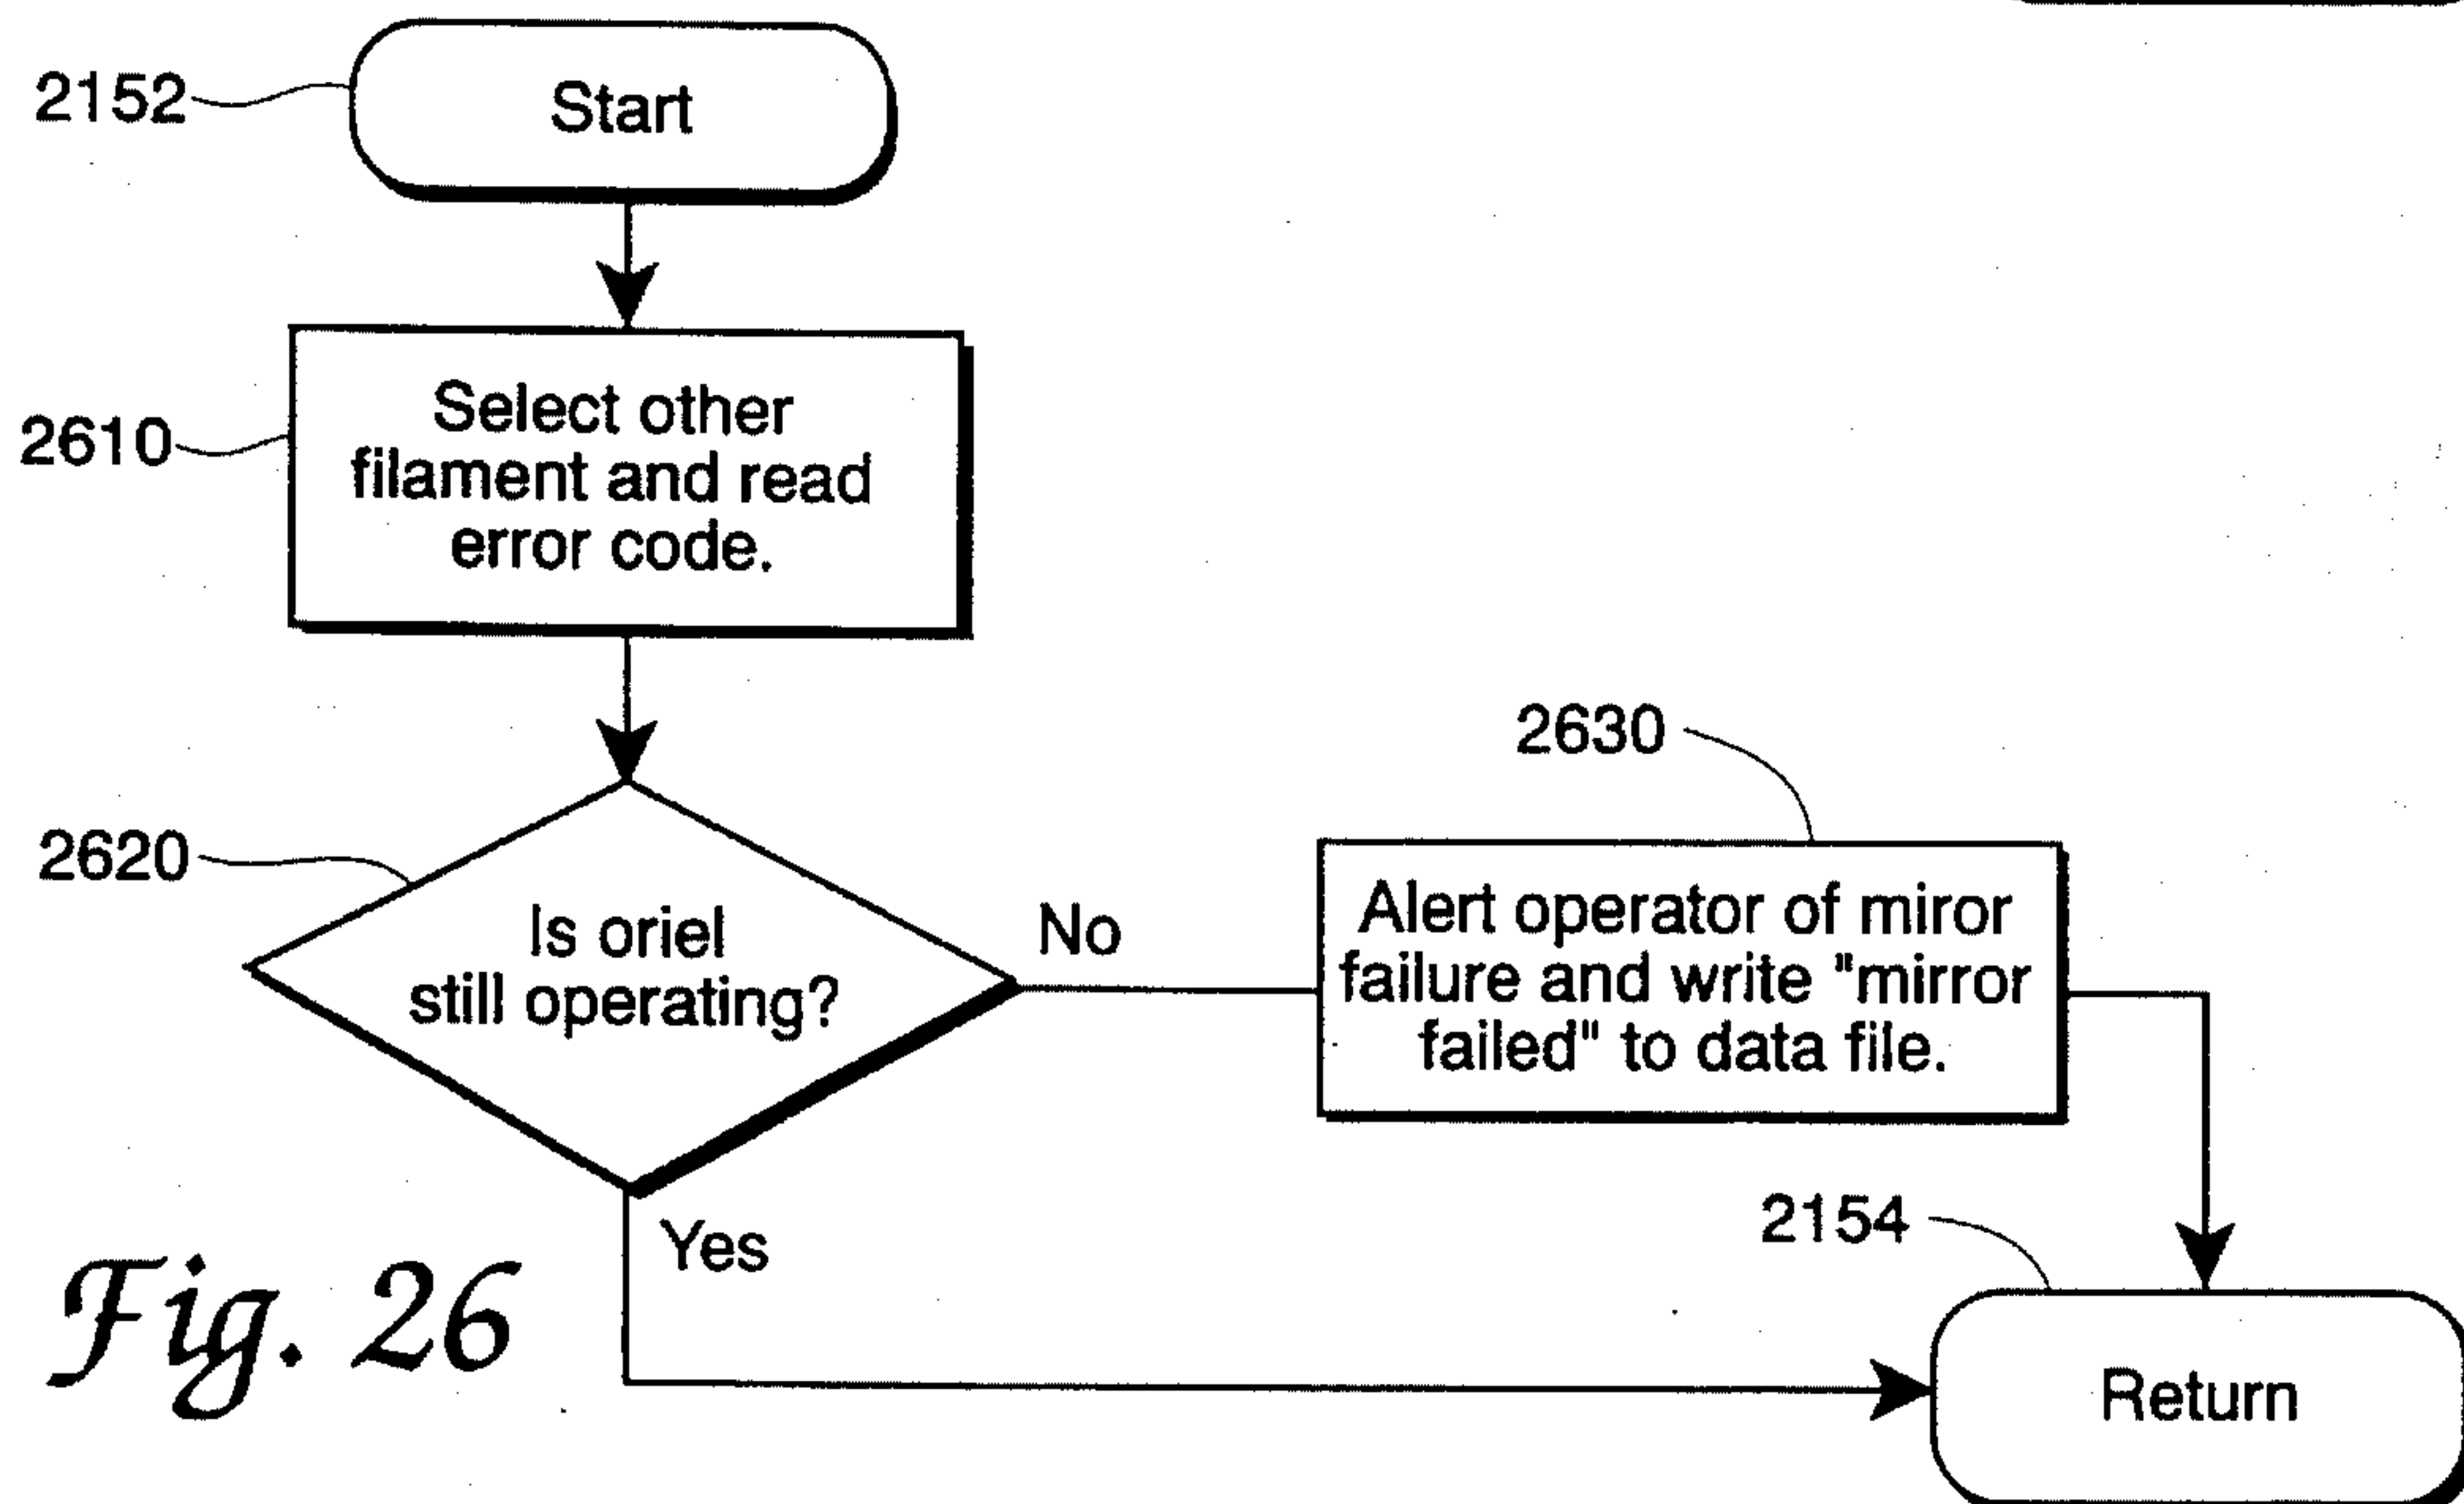 2152
Start
2610
Select other
filament and read
error code.
2620
Is oriel
still operating?
No
Yes
2630
Alert operator of miror
failure and write "mirror
failed" to data file.
2154
Return
Fig. 26